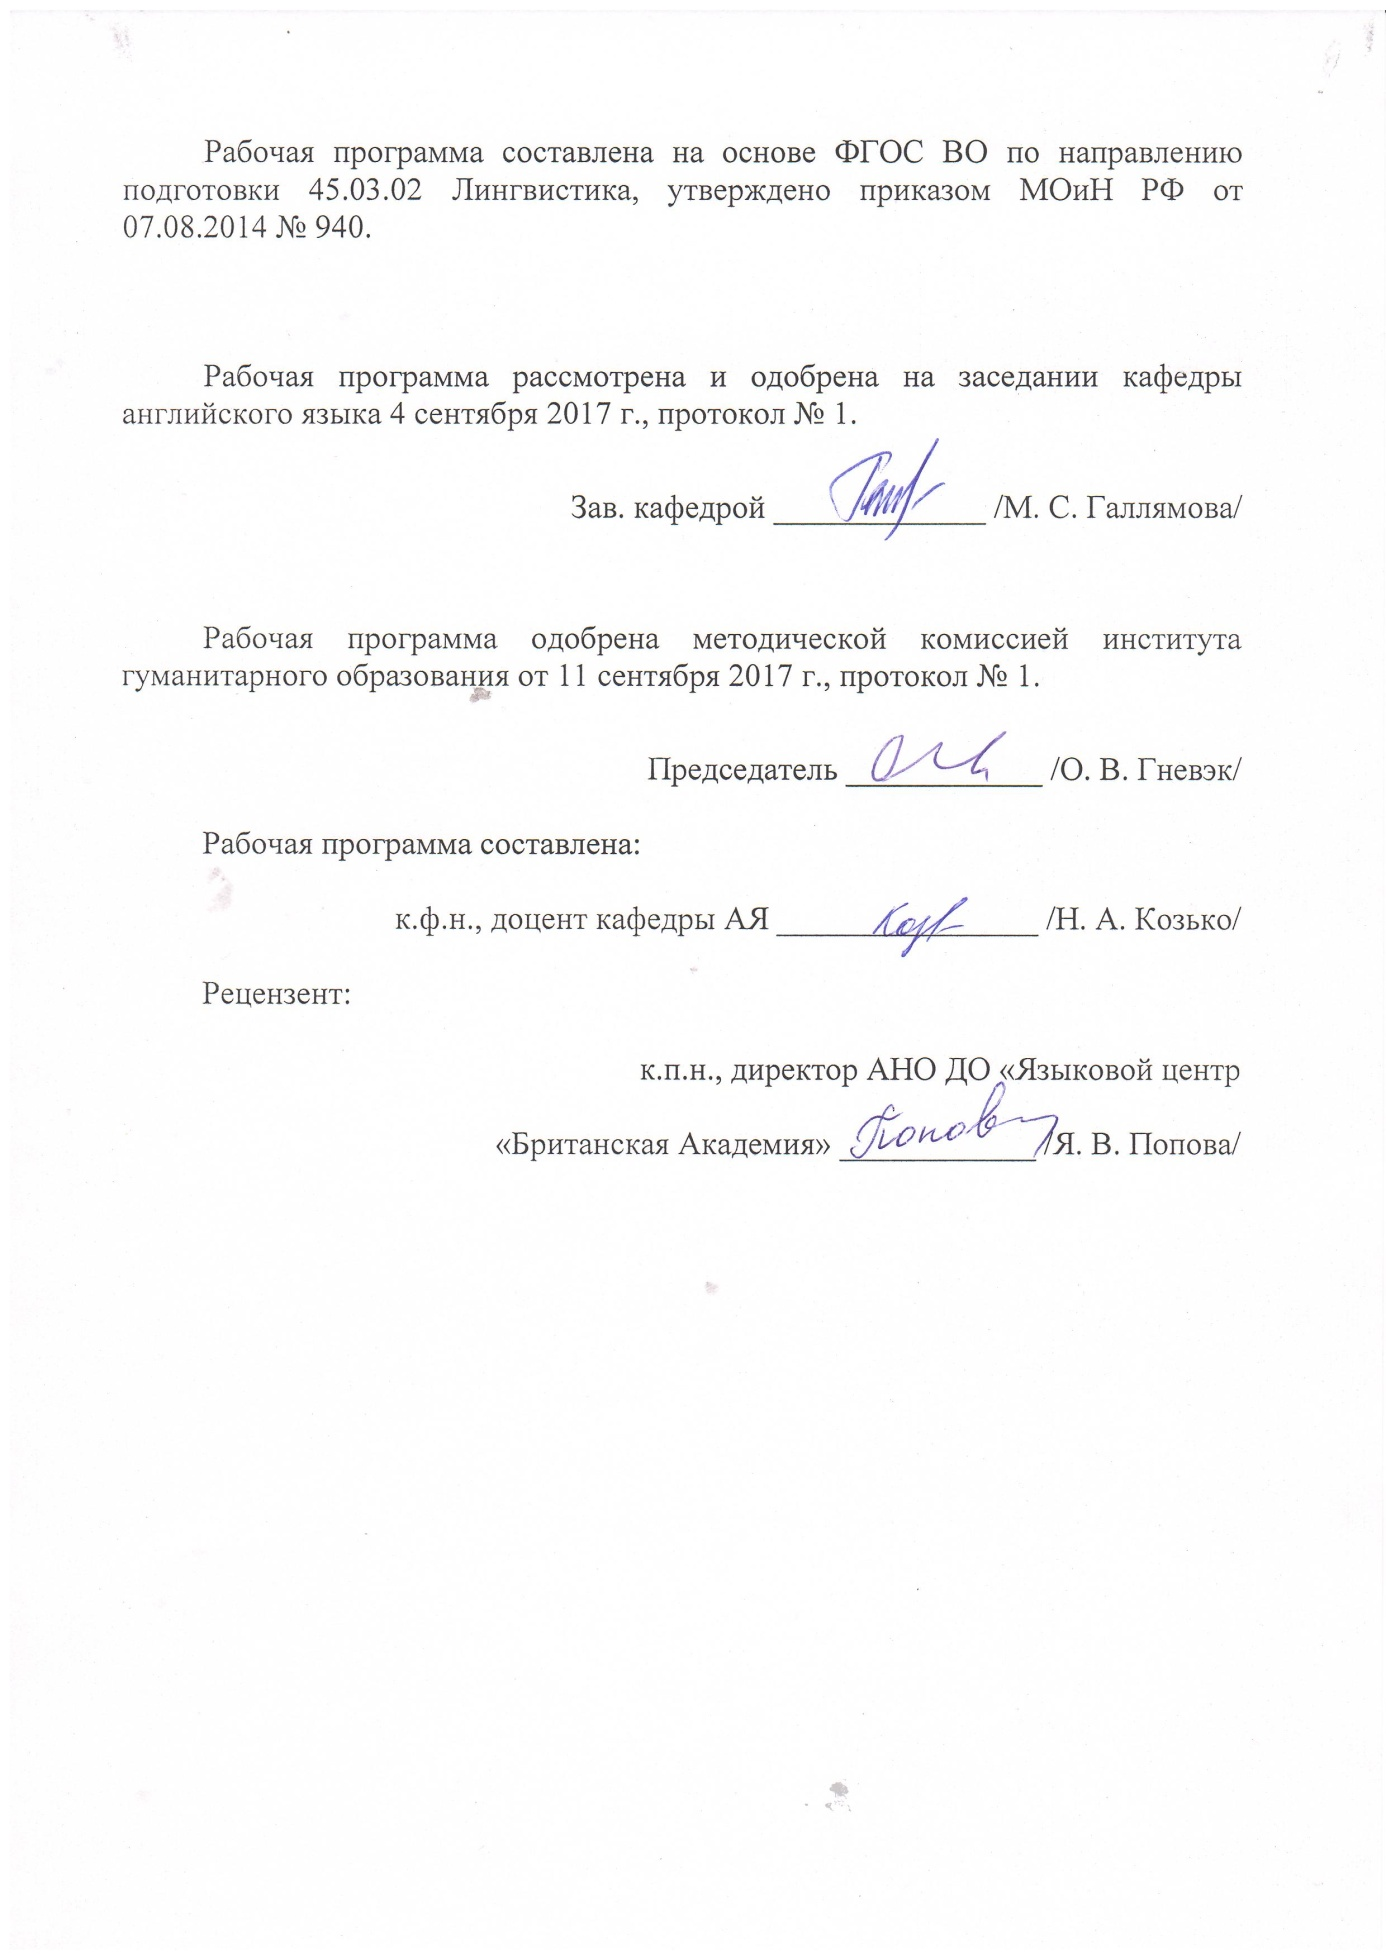 Рабочая программа составлена на основе ФГОС ВО по направлению
подготовки 45.03.02 Лингвистика, утверждено приказом МОиН РФ от
07.08.2014 № 940.
Рабочая программа рассмотрена и одобрена на заседании кафедры
английского языка 4 сентября 2017 г., протокол № 1.
Зав. кафедрой _____________ /М. С. Галлямова/
Рабочая программа одобрена методической комиссией института
гуманитарного образования от 11 сентября 2017 г., протокол № 1.
Председатель ____________ /О. В. Гневэк/
Рабочая программа составлена:
к.ф.н., доцент кафедры АЯ ________________ /Н. А. Козько/
Рецензент:
к.п.н., директор АНО ДО «Языковой центр
«Британская Академия» ____________ /Я. В. Попова/